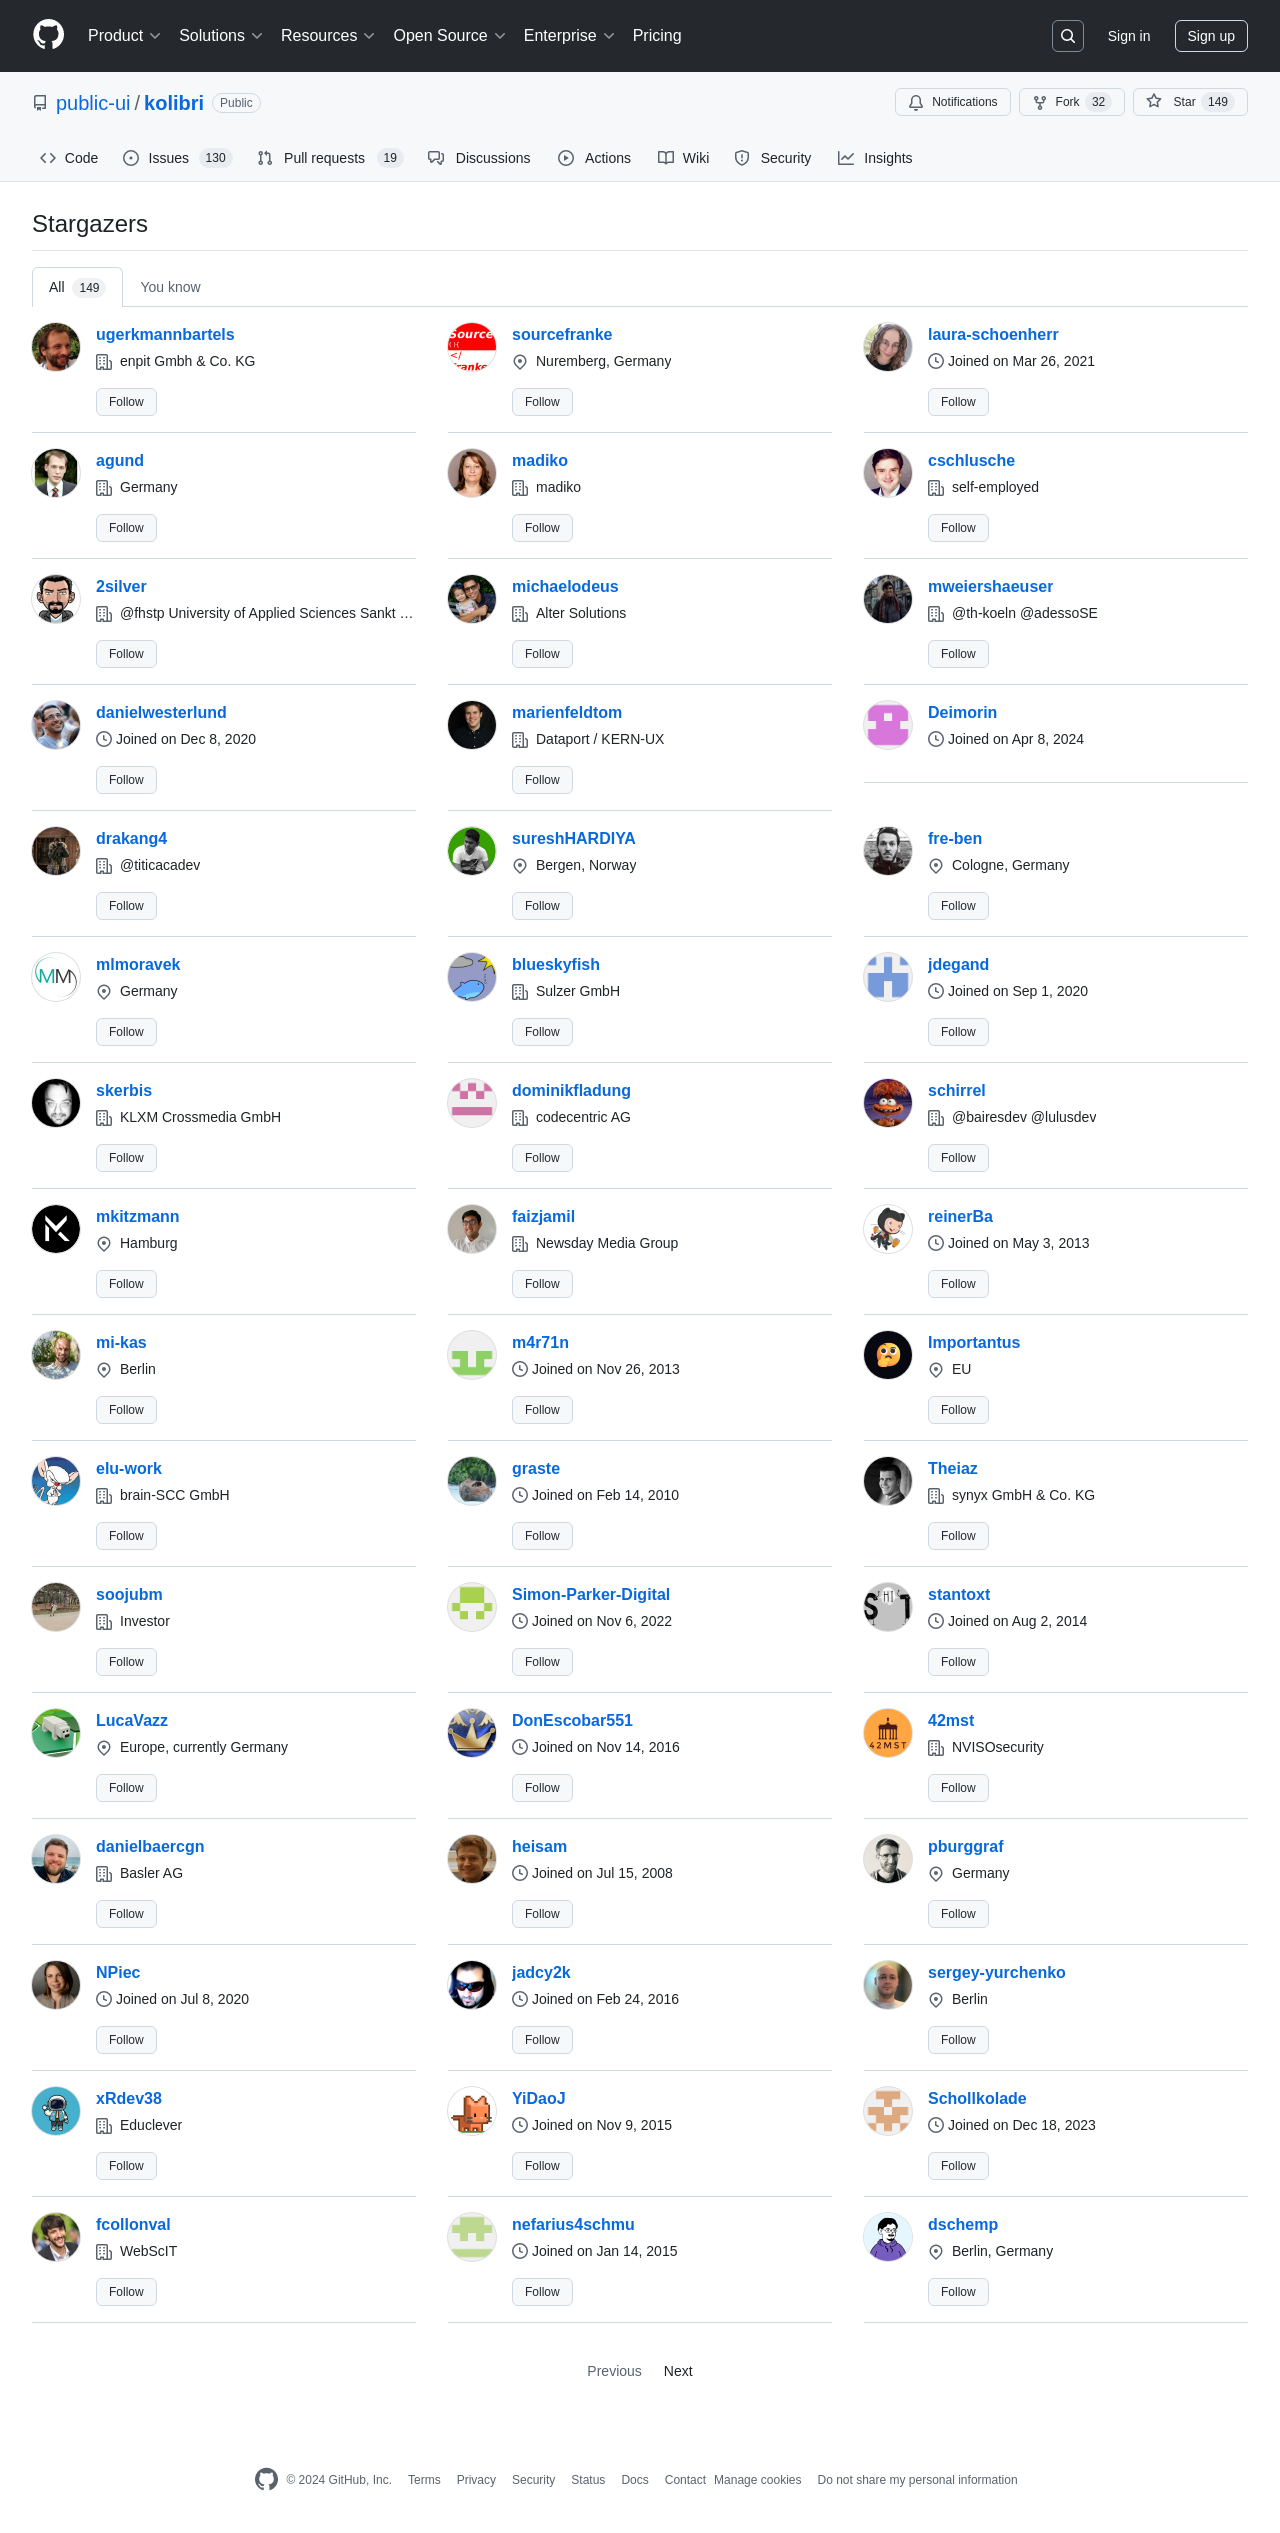 Product Solutions Resources Open Source Enterprise Pricing Sign in Sign up
public-ui / kolibri Public Notifications Fork 32 Star 149
Code Issues 130 Pull requests 19 Discussions Actions Wiki Security Insights
Stargazers
All 149 You know
ugerkmannbartels
enpit Gmbh & Co. KG
Follow
Source
</
franke
sourcefranke
Nuremberg, Germany
Follow
laura-schoenherr
Joined on Mar 26, 2021
Follow
agund
Germany
Follow
madiko
madiko
Follow
cschlusche
self-employed
Follow
2silver
@fhstp University of Applied Sciences Sankt …
Follow
michaelodeus
Alter Solutions
Follow
mweiershaeuser
@th-koeln @adessoSE
Follow
danielwesterlund
Joined on Dec 8, 2020
Follow
marienfeldtom
Dataport / KERN-UX
Follow
Deimorin
Joined on Apr 8, 2024
drakang4
@titicacadev
Follow
sureshHARDIYA
Bergen, Norway
Follow
fre-ben
Cologne, Germany
Follow
MM
mlmoravek
Germany
Follow
blueskyfish
Sulzer GmbH
Follow
jdegand
Joined on Sep 1, 2020
Follow
skerbis
KLXM Crossmedia GmbH
Follow
dominikfladung
codecentric AG
Follow
schirrel
@bairesdev @lulusdev
Follow
mkitzmann
Hamburg
Follow
faizjamil
Newsday Media Group
Follow
reinerBa
Joined on May 3, 2013
Follow
mi-kas
Berlin
Follow
m4r71n
Joined on Nov 26, 2013
Follow
Importantus
EU
Follow
elu-work
brain-SCC GmbH
Follow
graste
Joined on Feb 14, 2010
Follow
Theiaz
synyx GmbH & Co. KG
Follow
soojubm
Investor
Follow
Simon-Parker-Digital
Joined on Nov 6, 2022
Follow
HI
ST
stantoxt
Joined on Aug 2, 2014
Follow
LucaVazz
Europe, currently Germany
Follow
DonEscobar551
Joined on Nov 14, 2016
Follow
42MST
42mst
NVISOsecurity
Follow
danielbaercgn
Basler AG
Follow
heisam
Joined on Jul 15, 2008
Follow
pburggraf
Germany
Follow
NPiec
Joined on Jul 8, 2020
Follow
jadcy2k
Joined on Feb 24, 2016
Follow
sergey-yurchenko
Berlin
Follow
xRdev38
Educlever
Follow
YiDaoJ
Joined on Nov 9, 2015
Follow
Schollkolade
Joined on Dec 18, 2023
Follow
fcollonval
WebScIT
Follow
nefarius4schmu
Joined on Jan 14, 2015
Follow
dschemp
Berlin, Germany
Follow
Previous Next
© 2024 GitHub, Inc. Terms Privacy Security Status Docs Contact Manage cookies Do not share my personal information